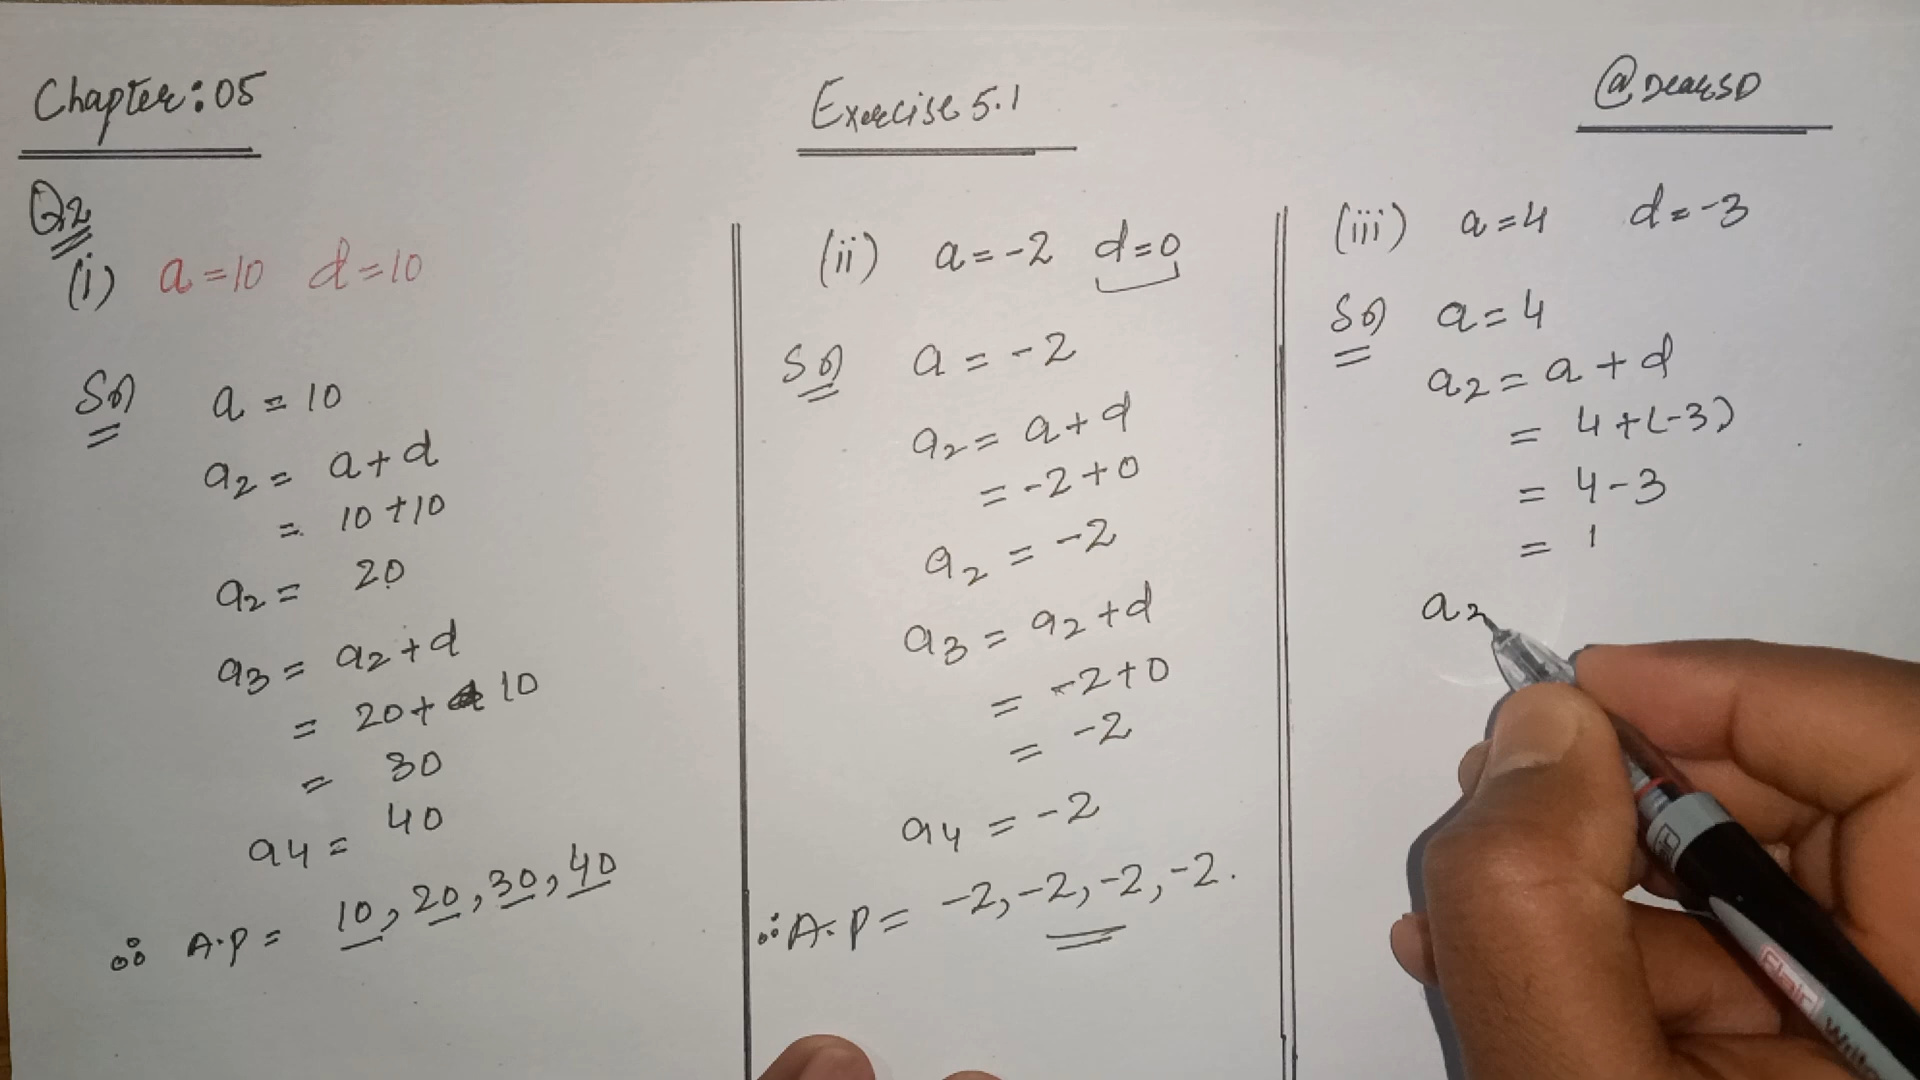 Chapter:05
Exercise 5.1
@DearSD
Q2
(i) a=10 d=10
Sol a=10
a2= a+d
= 10+10
a2= 20
a3= a2+d
= 20+ 10
= 30
a4= 40
∴ A.P= 10, 20, 30, 40
(ii) a=-2 d=0
Sol a=-2
a2= a+d
=-2+0
a2=-2
a3= a2+d
= -2+0
= -2
a4=-2
∴ A.P= -2,-2,-2,-2.
(iii) a=4 d=-3
Sol a=4
a2=a+d
= 4+(-3)
= 4-3
= 1
Flair